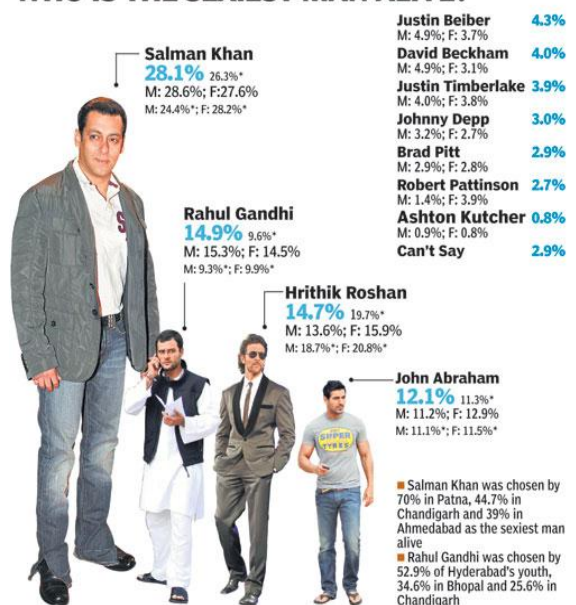 Salman Khan
28.1% 26.3%*
M: 28.6%; F:27.6%
M: 24.4%*; F: 28.2%*
Rahul Gandhi
14.9% 9.6%*
M: 15.3%; F: 14.5%
M: 9.3%*; F: 9.9%*
Hrithik Roshan
14.7% 19.7%*
M: 13.6%; F: 15.9%
M: 18.7%*; F: 20.8%*
John Abraham
12.1% 11.3%*
M: 11.2%; F: 12.9%
M: 11.1%*; F: 11.5%*
SUPER
TYRES
Justin Beiber 4.3%
M: 4.9%; F: 3.7%
David Beckham 4.0%
M: 4.9%; F: 3.1%
Justin Timberlake 3.9%
M: 4.0%; F: 3.8%
Johnny Depp 3.0%
M: 3.2%; F: 2.7%
Brad Pitt 2.9%
M: 2.9%; F: 2.8%
Robert Pattinson 2.7%
M: 1.4%; F: 3.9%
Ashton Kutcher 0.8%
M: 0.9%; F: 0.8%
Can't Say 2.9%
■ Salman Khan was chosen by
70% in Patna, 44.7% in
Chandigarh and 39% in
Ahmedabad as the sexiest man
alive
■ Rahul Gandhi was chosen by
52.9% of Hyderabad's youth,
34.6% in Bhopal and 25.6% in
Chandigarh